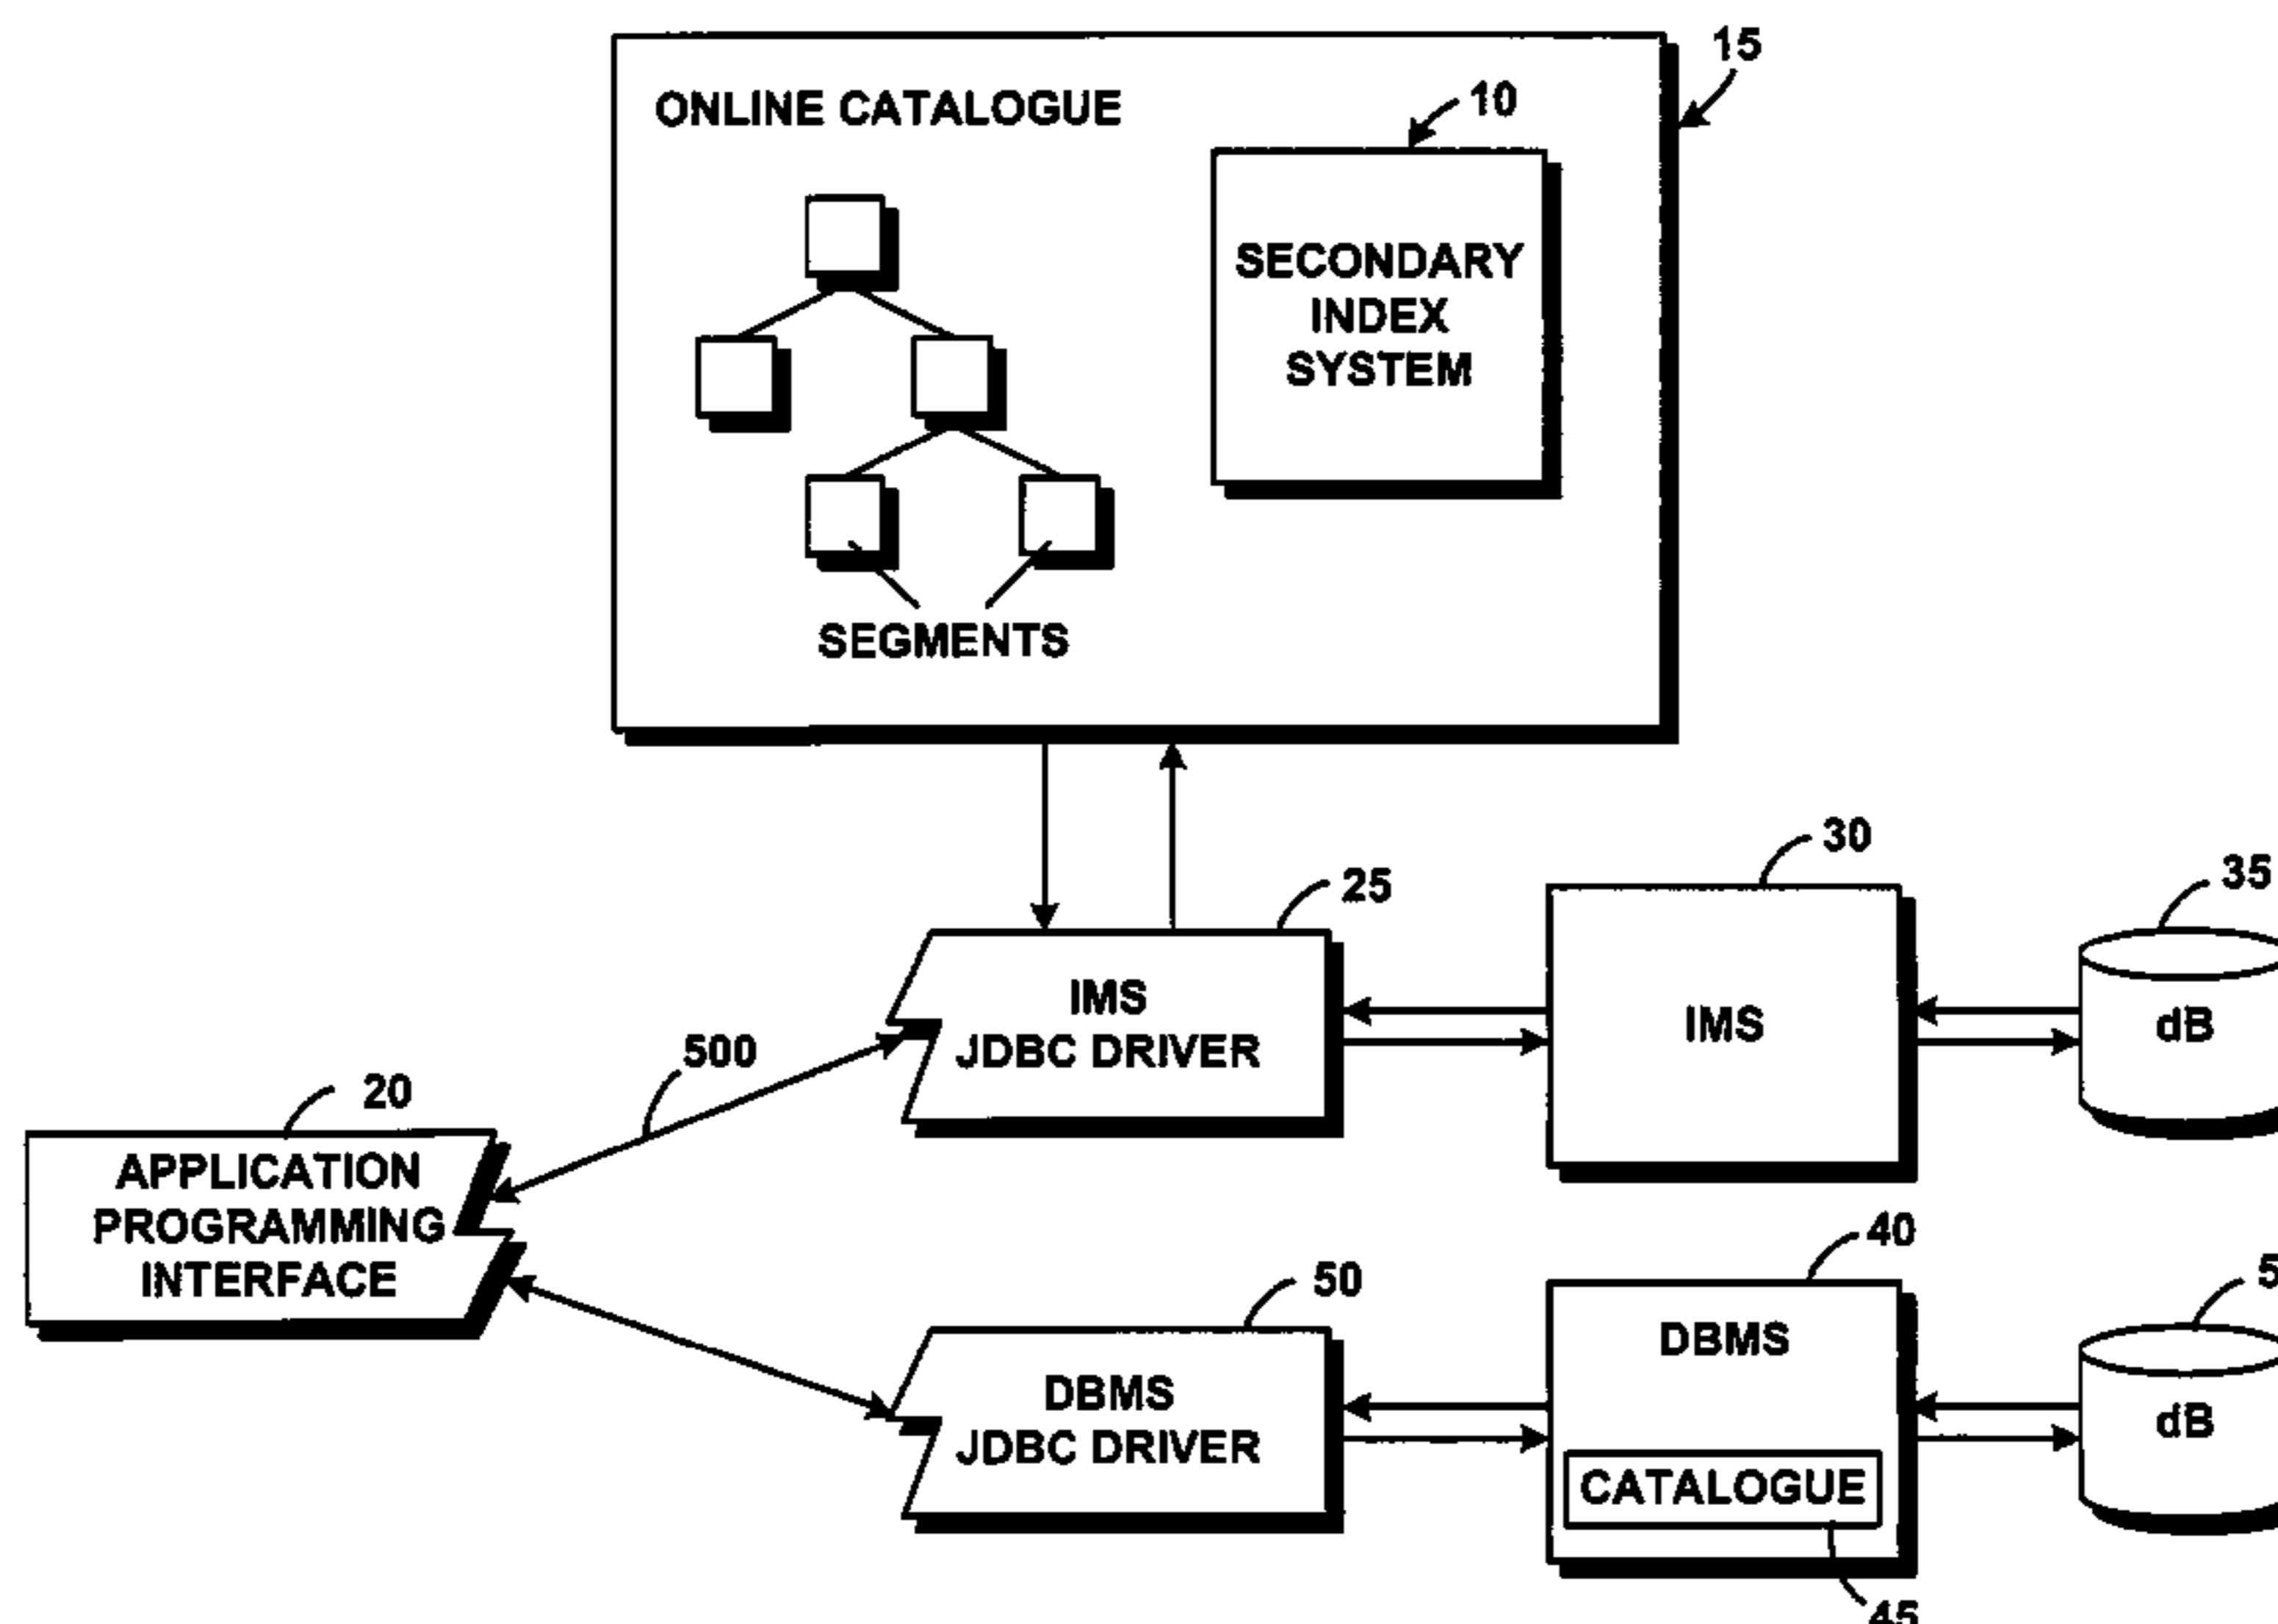 15
ONLINE CATALOGUE
10
SECONDARY
INDEX
SYSTEM
SEGMENTS
30
35
25
IMS
JDBC DRIVER
IMS
dB
500
20
APPLICATION
PROGRAMMING
INTERFACE
40
50
DBMS
JDBC DRIVER
DBMS
CATALOGUE
dB
45